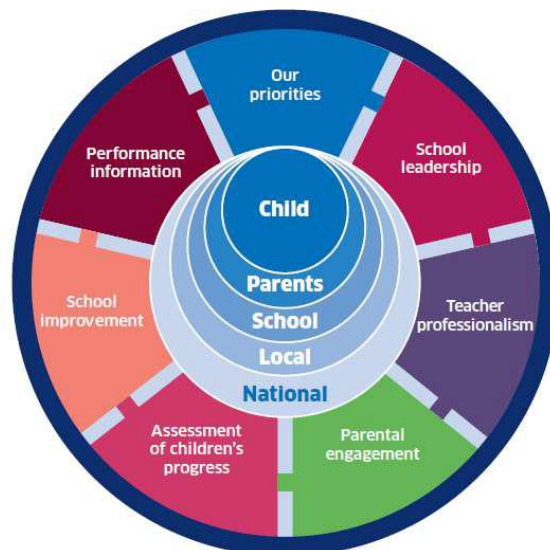 Our
priorities
School
leadership
Teacher
professionalism
Parental
engagement
Assessment
of children's
progress
School
improvement
Performance
information
Child
Parents
School
Local
National